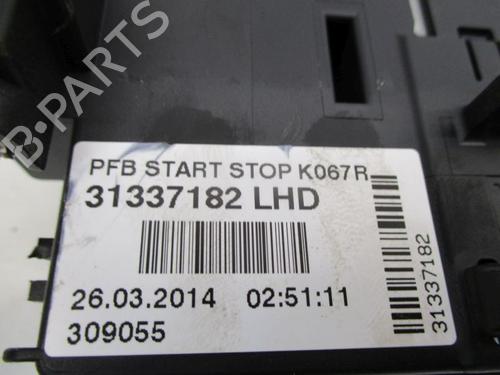 B-PARTS
PFB START STOP K067R
31337182 LHD
26.03.2014 02:51:11
309055
31337182